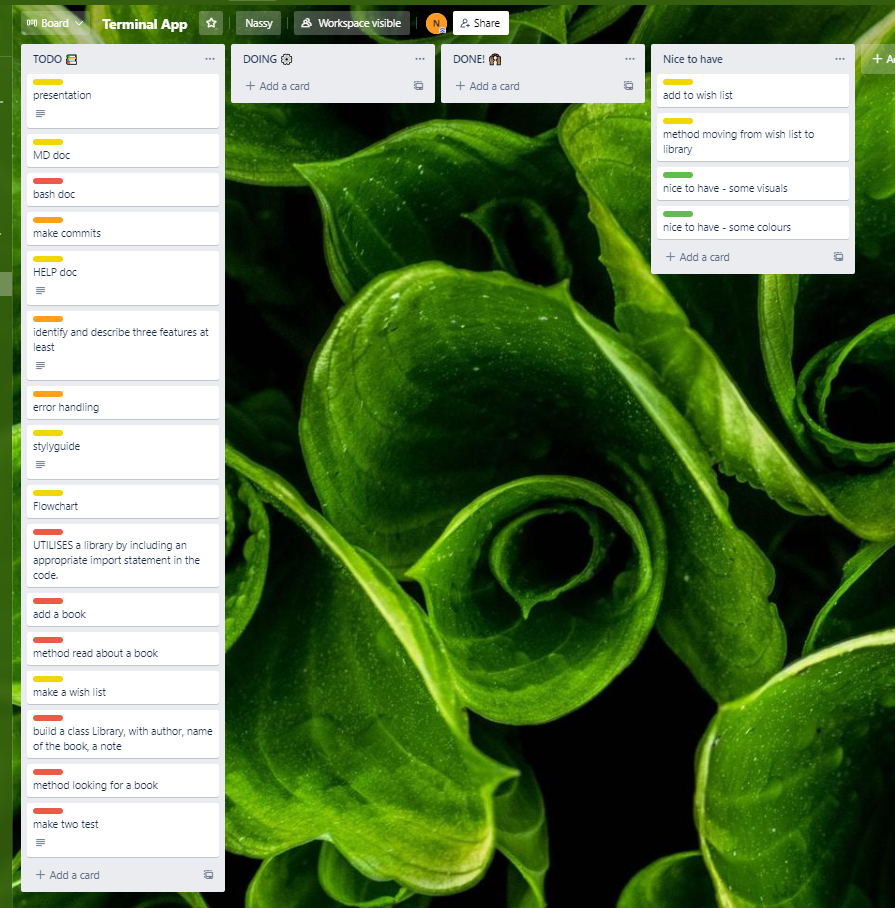 Board
Terminal App
Nassy
Workspace visible
N
Share
TODO
presentation
MD doc
bash doc
make commits
HELP doc
identify and describe three features at
least
error handling
stylyguide
Flowchart
UTILISES a library by including an
appropriate import statement in the
code.
add a book
method read about a book
make a wish list
build a class Library, with author, name
of the book, a note
method looking for a book
make two test
+ Add a card
DOING
+ Add a card
DONE!
+ Add a card
Nice to have
add to wish list
method moving from wish list to
library
nice to have - some visuals
nice to have - some colours
+ Add a card